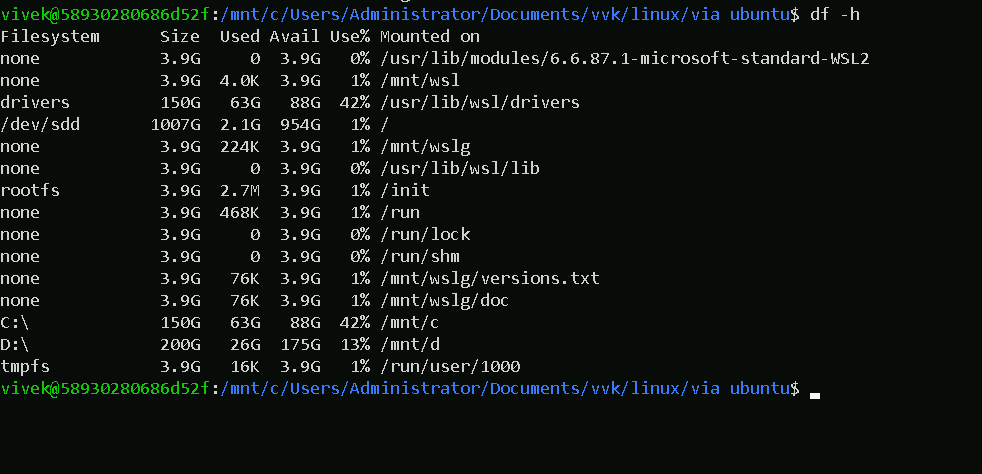 vivek@58930280686d52f:/mnt/c/Users/Administrator/Documents/vvk/linux/via ubuntu$ df -h
Filesystem      Size  Used Avail Use% Mounted on
none            3.9G     0  3.9G   0% /usr/lib/modules/6.6.87.1-microsoft-standard-WSL2
none            3.9G  4.0K  3.9G   1% /mnt/wsl
drivers         150G   63G   88G  42% /usr/lib/wsl/drivers
/dev/sdd       1007G  2.1G  954G   1% /
none            3.9G  224K  3.9G   1% /mnt/wslg
none            3.9G     0  3.9G   0% /usr/lib/wsl/lib
rootfs          3.9G  2.7M  3.9G   1% /init
none            3.9G  468K  3.9G   1% /run
none            3.9G     0  3.9G   0% /run/lock
none            3.9G     0  3.9G   0% /run/shm
none            3.9G   76K  3.9G   1% /mnt/wslg/versions.txt
none            3.9G   76K  3.9G   1% /mnt/wslg/doc
C:\             150G   63G   88G  42% /mnt/c
D:\             200G   26G  175G  13% /mnt/d
tmpfs           3.9G   16K  3.9G   1% /run/user/1000
vivek@58930280686d52f:/mnt/c/Users/Administrator/Documents/vvk/linux/via ubuntu$